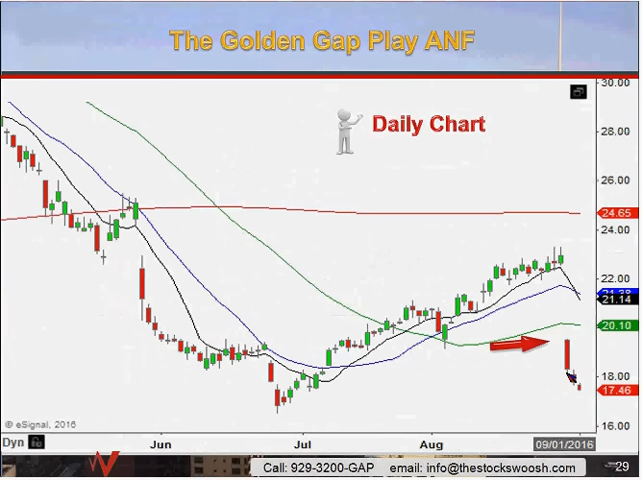 The Golden Gap Play ANF
Daily Chart
30.00
28.00
26.00
24.65
24.00
22.00
21.38
21.14
20.10
18.00
17.46
16.00
© eSignal, 2016
Dyn
Jun
Jul
Aug
09/01/2016
Call: 929-3200-GAP email: info@thestockswoosh.com
29